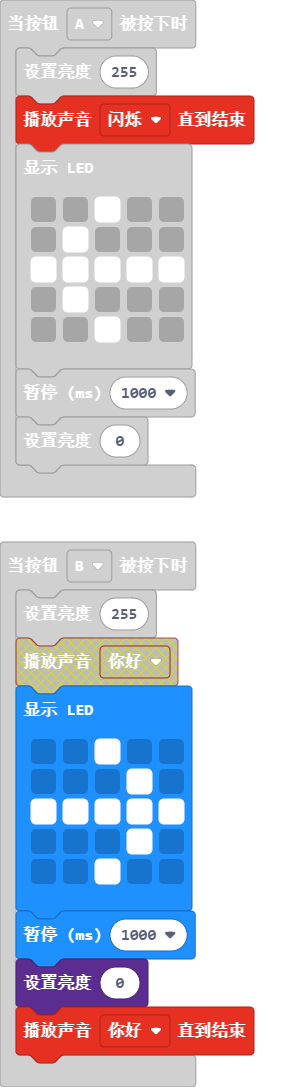 当按钮 A 被按下时
设置亮度 255
播放声音 闪烁 直到结束
显示 LED
暂停 (ms) 1000
设置亮度 0
当按钮 B 被按下时
设置亮度 255
播放声音 你好
显示 LED
暂停 (ms) 1000
设置亮度 0
播放声音 你好 直到结束